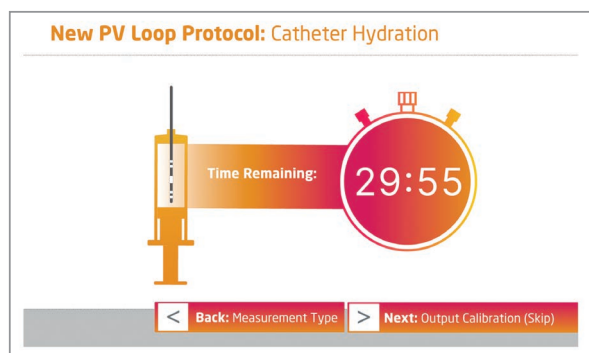 New PV Loop Protocol: Catheter Hydration
Time Remaining:
29:55
< Back: Measurement Type
> Next: Output Calibration (Skip)